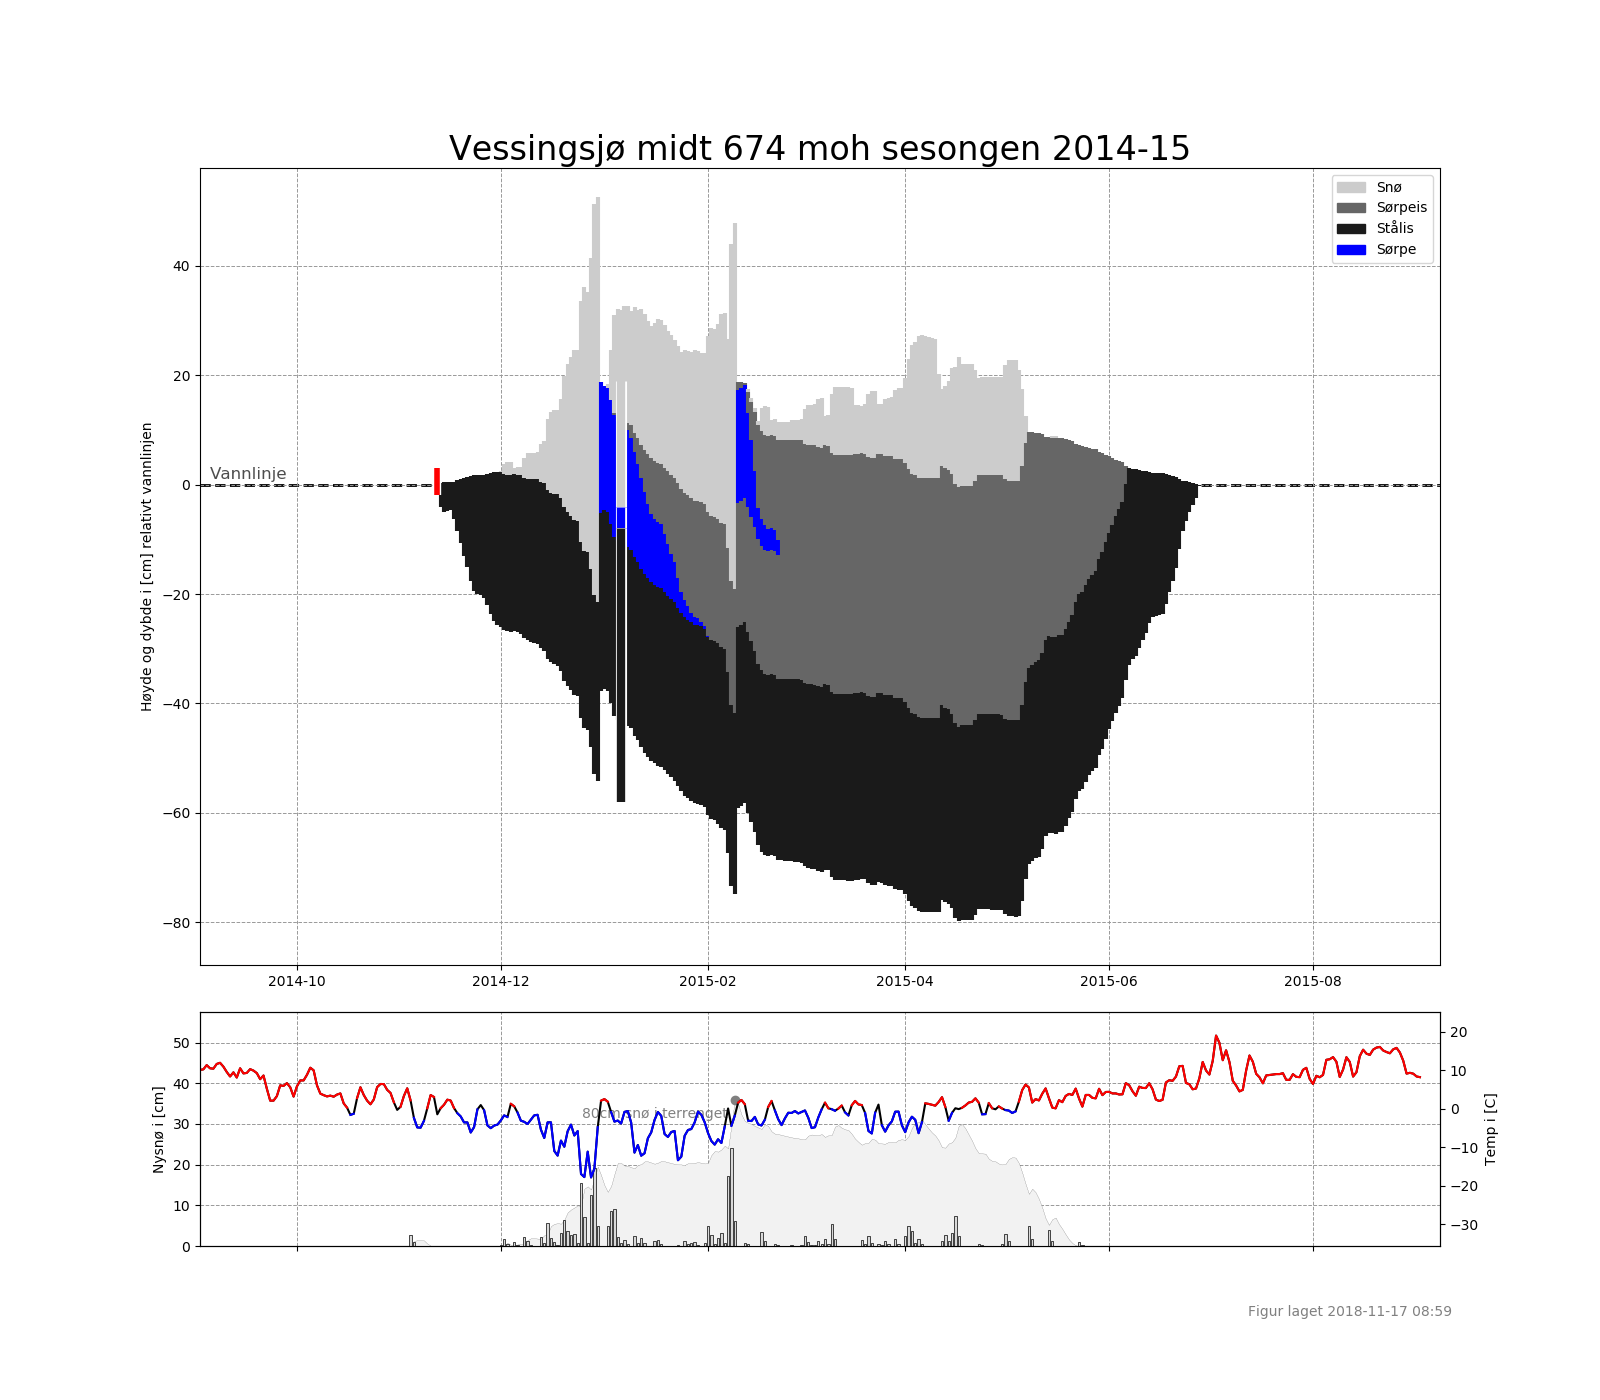 Vessingsjø midt 674 moh sesongen 2014-15
Snø
Sørpeis
Stålis
Sørpe
Høyde og dybde i [cm] relativt vannlinjen
40
20
0
−20
−40
−60
−80
Vannlinje
2014-10
2014-12
2015-02
2015-04
2015-06
2015-08
Nysnø i [cm]
50
40
30
20
10
0
80cm snø i terrenget
20
10
0
−10
−20
−30
Temp i [C]
Figur laget 2018-11-17 08:59